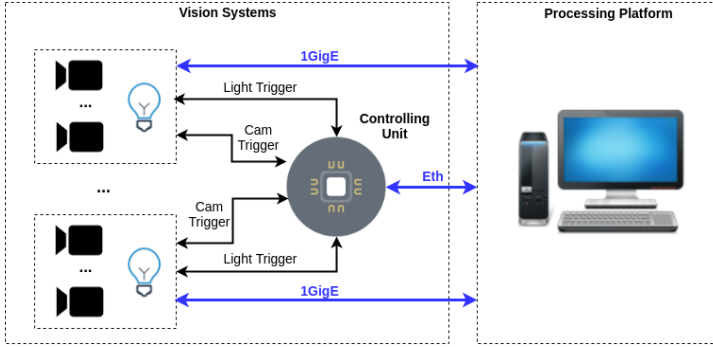 Vision Systems
Processing Platform
1GigE
...
Light Trigger
Cam
Trigger
Controlling
Unit
Eth
...
Cam
Trigger
Light Trigger
...
1GigE